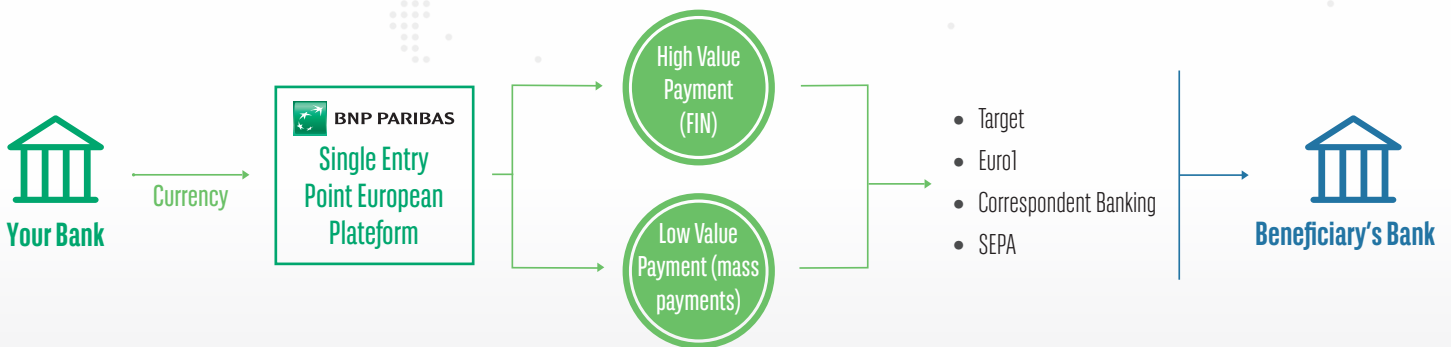 Your Bank
Currency
BNP PARIBAS
Single Entry
Point European
Plateform
High Value
Payment
(FIN)
Low Value
Payment (mass
payments)
• Target
• Euro1
• Correspondent Banking
• SEPA
Beneficiary's Bank